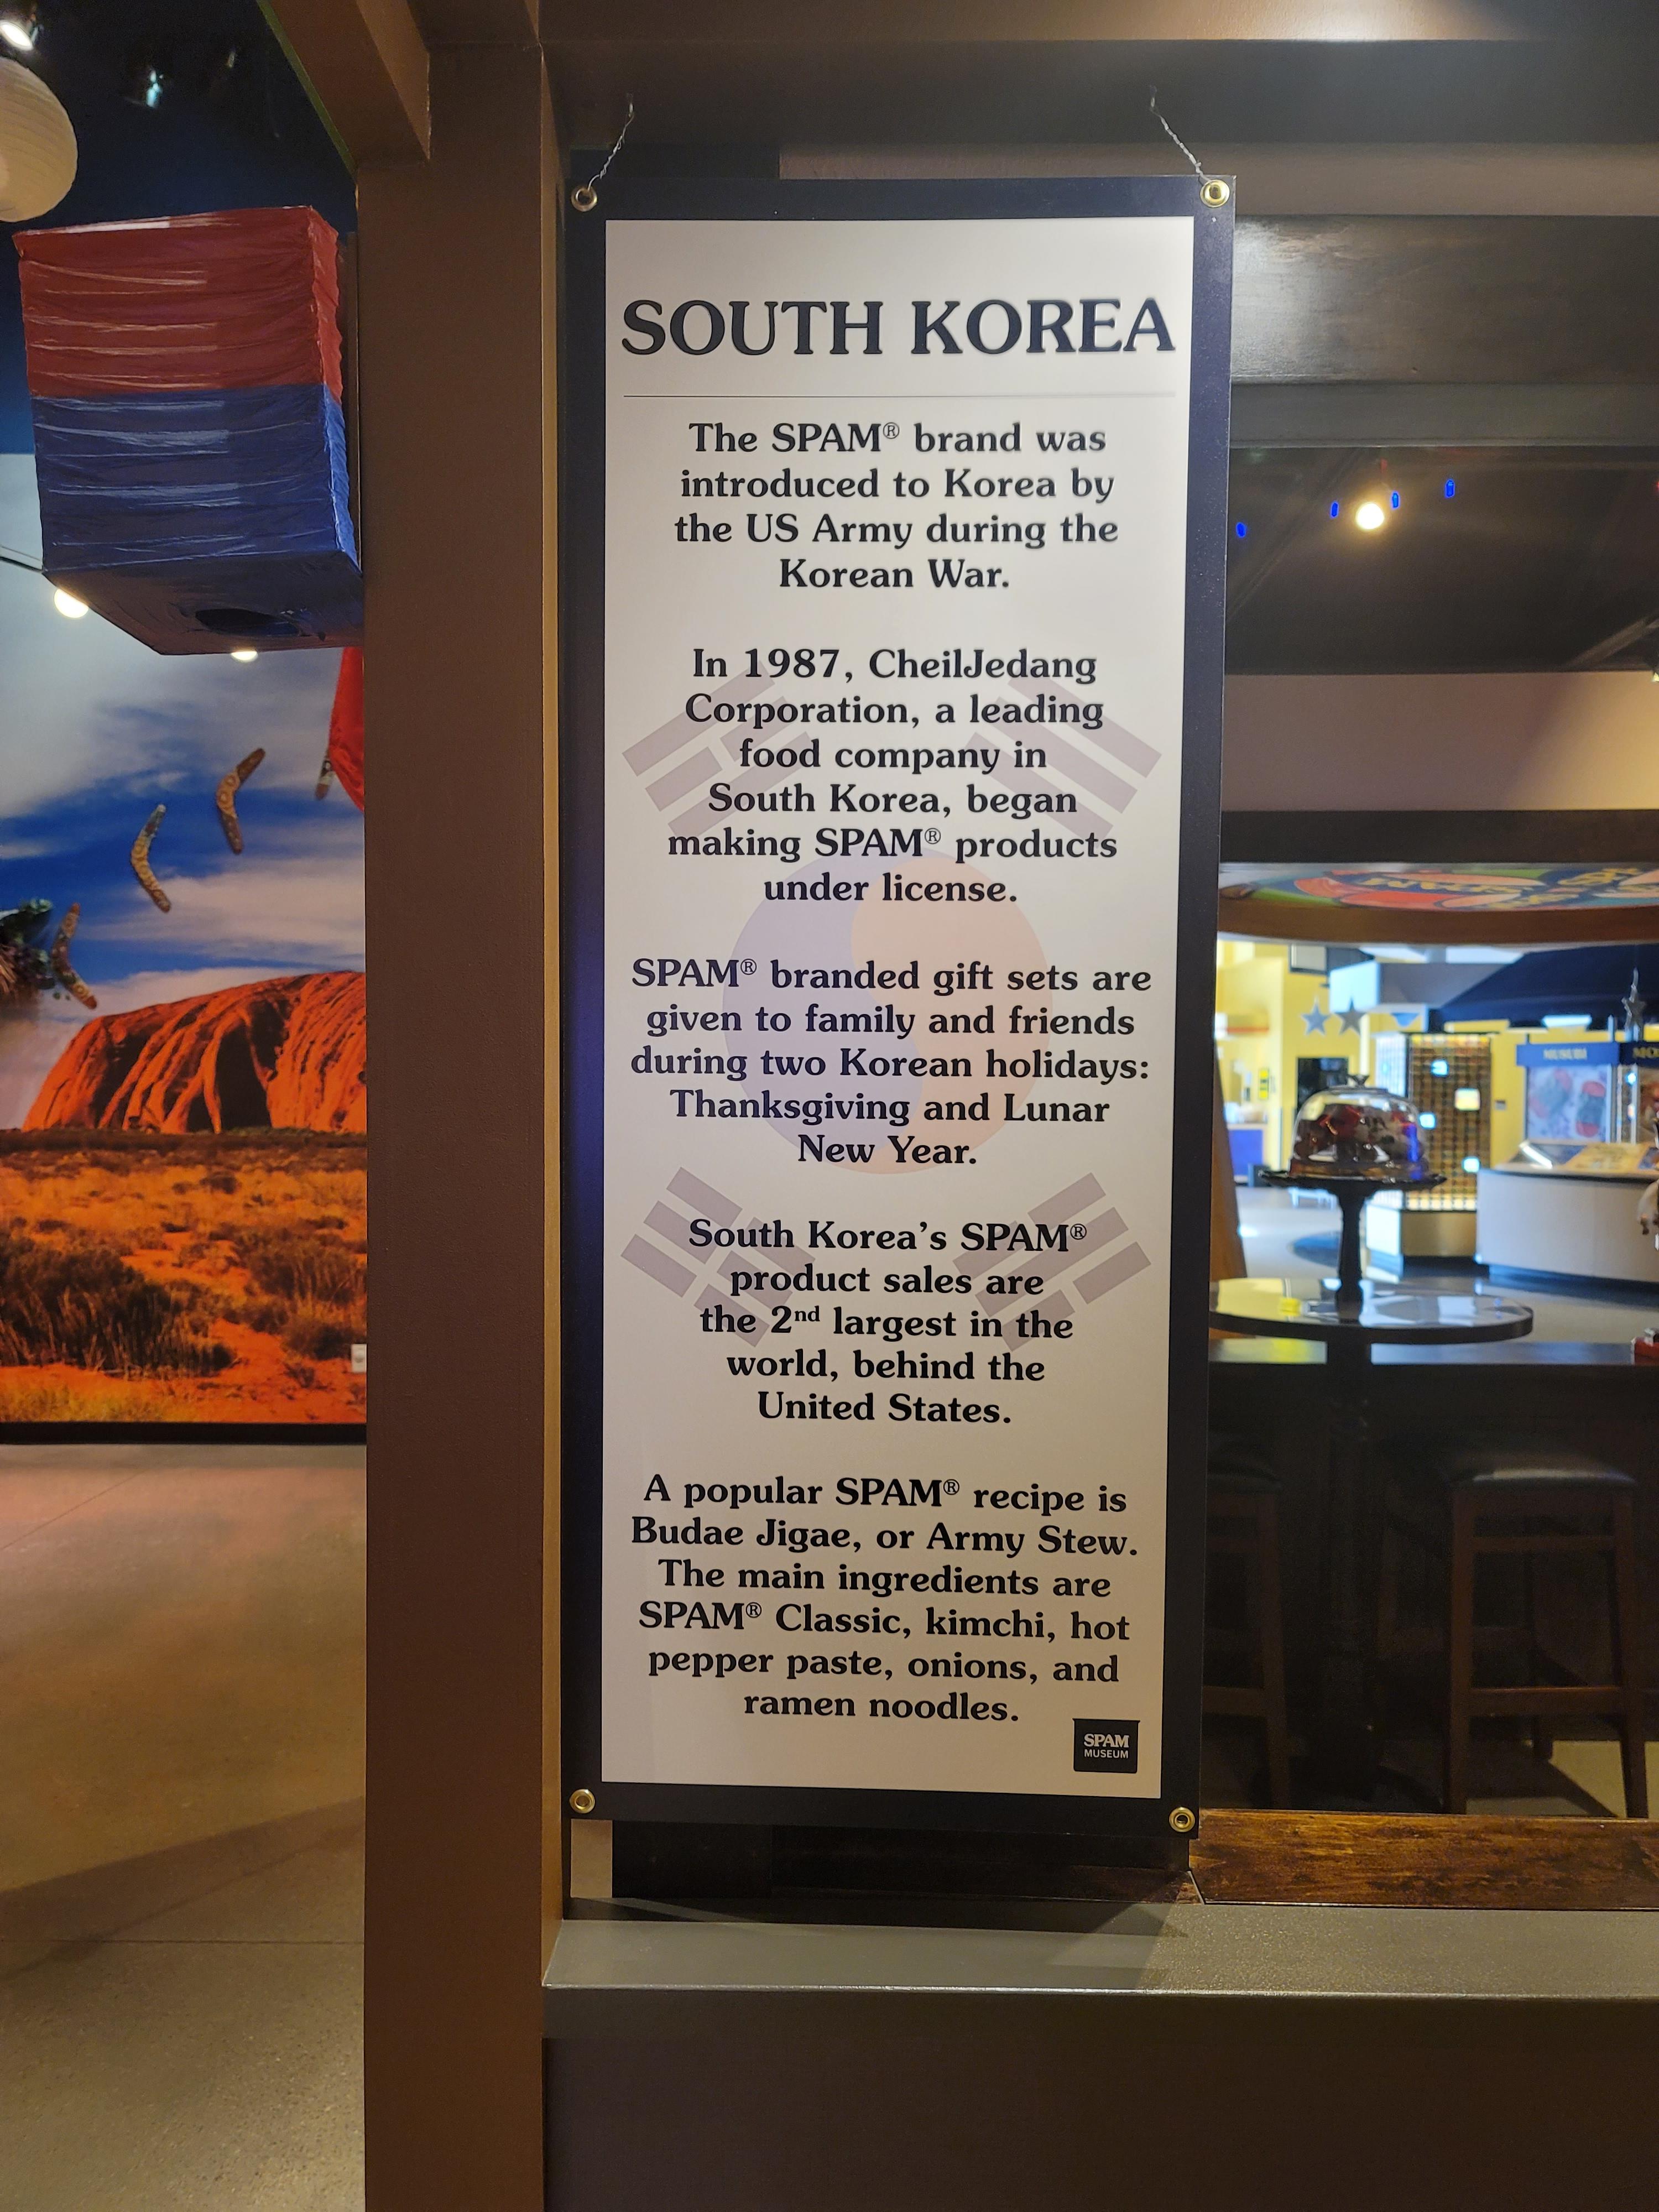 SOUTH KOREA
The SPAM® brand was
introduced to Korea by
the US Army during the
Korean War.
In 1987, CheilJedang
Corporation, a leading
food company in
South Korea, began
making SPAM® products
under license.
SPAM® branded gift sets are
given to family and friends
during two Korean holidays:
Thanksgiving and Lunar
New Year.
South Korea's SPAM®
product sales are
the 2nd largest in the
world, behind the
United States.
A popular SPAM® recipe is
Budae Jigae, or Army Stew.
The main ingredients are
SPAM® Classic, kimchi, hot
pepper paste, onions, and
ramen noodles.
SPAM
MUSEUM
MUSUBI